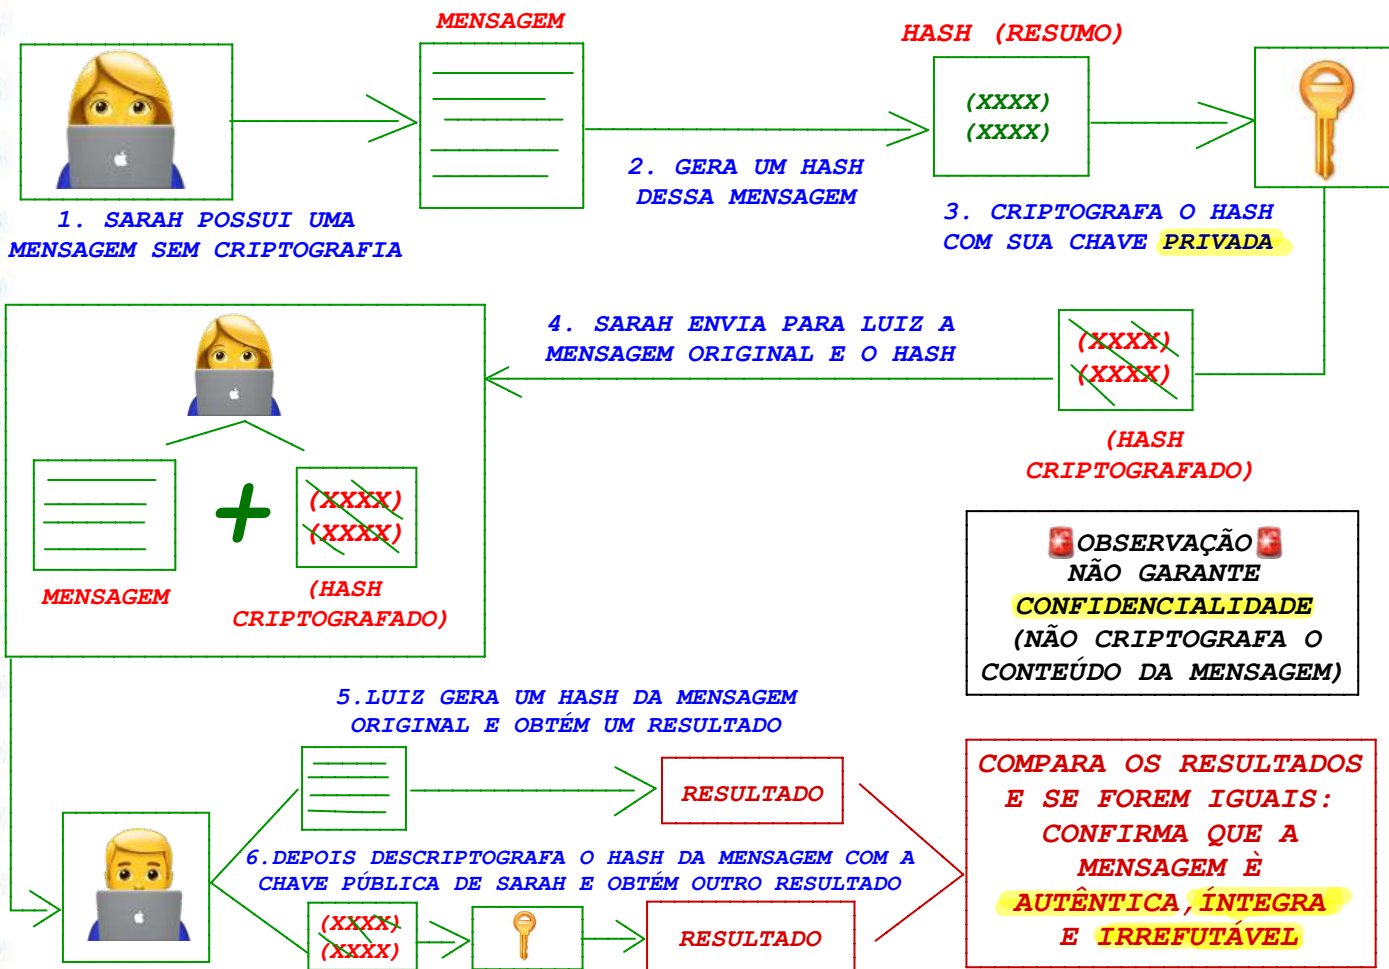 MENSAGEM
HASH (RESUMO)
(XXXX)
(XXXX)
1. SARAH POSSUI UMA
MENSAGEM SEM CRIPTOGRAFIA
2. GERA UM HASH
DESSA MENSAGEM
3. CRIPTOGRAFA O HASH
COM SUA CHAVE PRIVADA
4. SARAH ENVIA PARA LUIZ A
MENSAGEM ORIGINAL E O HASH
(XXXX)
(XXXX)
(HASH
CRIPTOGRAFADO)
MENSAGEM
+
(XXXX)
(XXXX)
(HASH
CRIPTOGRAFADO)
OBSERVAÇÃO
NÃO GARANTE
CONFIDENCIALIDADE
(NÃO CRIPTOGRAFA O
CONTEÚDO DA MENSAGEM)
5.LUIZ GERA UM HASH DA MENSAGEM
ORIGINAL E OBTÉM UM RESULTADO
RESULTADO
6.DEPOIS DESCRIPTOGRAFA O HASH DA MENSAGEM COM A
CHAVE PÚBLICA DE SARAH E OBTÉM OUTRO RESULTADO
(XXXX)
(XXXX)
RESULTADO
COMPARA OS RESULTADOS
E SE FOREM IGUAIS:
CONFIRMA QUE A
MENSAGEM È
AUTÊNTICA,ÍNTEGRA
E IRREFUTÁVEL